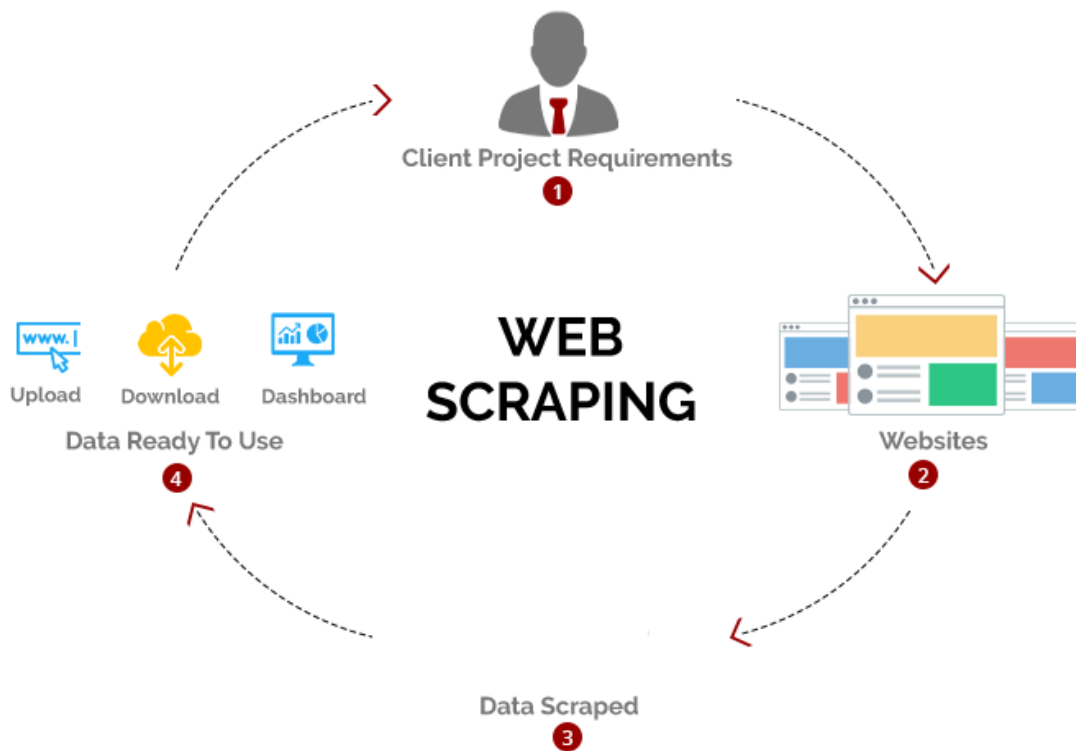 Client Project Requirements
1
WEB
SCRAPING
www.
Upload
Download
Dashboard
Data Ready To Use
4
Websites
2
Data Scraped
3